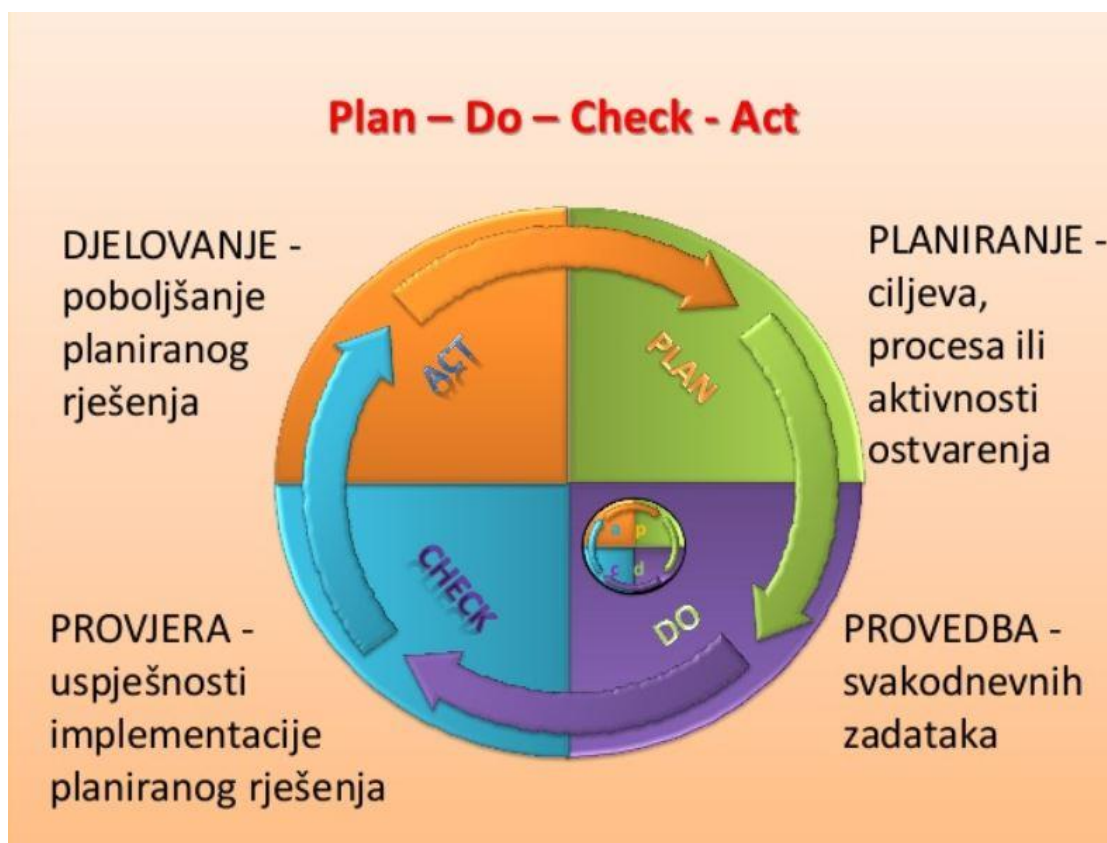 Plan – Do – Check - Act
DJELOVANJE -
poboljšanje
planiranog
rješenja
PLANIRANJE -
ciljeva,
procesa ili
aktivnosti
ostvarenja
ACT
PLAN
CHECK
DO
a p
c d
PROVJERA -
uspješnosti
implementacije
planiranog rješenja
PROVEDBA -
svakodnevnih
zadataka